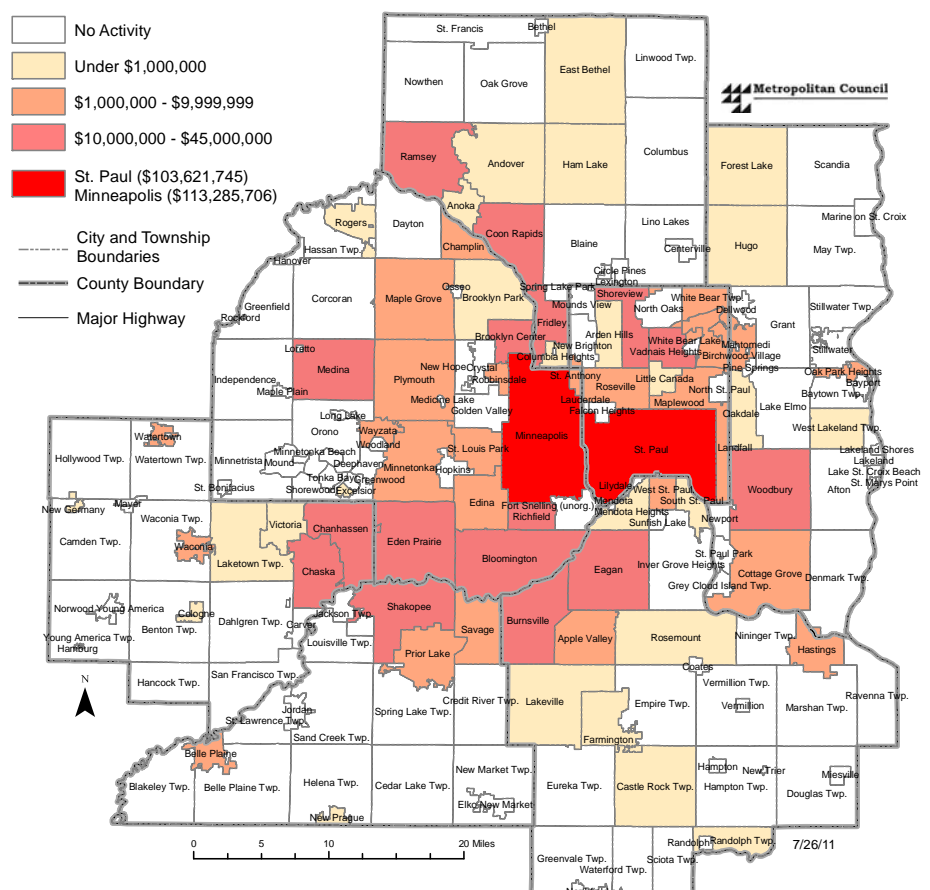 No Activity
Under $1,000,000
$1,000,000 - $9,999,999
$10,000,000 - $45,000,000
St. Paul ($103,621,745)
Minneapolis ($113,285,706)
City and Township
Boundaries
County Boundary
Major Highway
Metropolitan Council
St. Francis
Bethel
East Bethel
Linwood Twp.
Nowthen
Oak Grove
Ramsey
Andover
Ham Lake
Columbus
Forest Lake
Scandia
Anoka
Rogers
Dayton
Coon Rapids
Lino Lakes
Marine on St. Croix
Hassan Twp.
Champlin
Blaine
Centerville
Hugo
May Twp.
Hanover
Circle Pines
Lexington
Corcoran
Maple Grove
Osseo
Brooklyn Park
Spring Lake Park
Shoreview
White Bear Twp.
Greenfield
Mounds View
North Oaks
Dellwood
Stillwater Twp.
Rockford
Fridley
Grant
Brooklyn Center
Arden Hills
White Bear Lake
Mahtomedi
Stillwater
Loretto
New Brighton
Vadnais Heights
Birchwood Village
Columbia Heights
Medina
New Hope
Crystal
Pine Springs
Oak Park Heights
Independence
Plymouth
Robbinsdale
St. Anthony
Roseville
Little Canada
North St. Paul
Bayport
Maple Plain
Medicine Lake
Lauderdale
Maplewood
Baytown Twp.
Golden Valley
Falcon Heights
Oakdale
Lake Elmo
Long Lake
Orono
Wayzata
Woodland
Minneapolis
West Lakeland Twp.
Watertown
St. Louis Park
St. Paul
Landfall
Lakeland Shores
Hollywood Twp.
Watertown Twp.
Minnetrista
Minnetonka Beach
Mound
Deephaven
Minnetonka
Hopkins
Lakeland
Lake St. Croix Beach
St. Marys Point
Tonka Bay
Greenwood
St. Bonifacius
Shorewood
Excelsior
Lilydale
West St. Paul
Woodbury
Afton
New Germany
Mayer
Edina
Fort Snelling (unorg.)
Mendota
South St. Paul
Mendota Heights
Waconia Twp.
Victoria
Chanhassen
Richfield
Sunfish Lake
Newport
Camden Twp.
Waconia
Eden Prairie
Bloomington
St. Paul Park
Laketown Twp.
Chaska
Eagan
Inver Grove Heights
Cottage Grove
Denmark Twp.
Grey Cloud Island Twp.
Norwood Young America
Cologne
Jackson Twp.
Shakopee
Benton Twp.
Dahlgren Twp.
Carver
Savage
Burnsville
Apple Valley
Rosemount
Nininger Twp.
Young America Twp.
Hamburg
Louisville Twp.
Prior Lake
Hastings
Coates
N
Hancock Twp.
San Francisco Twp.
Vermillion Twp.
Ravenna Twp.
Jordan
Spring Lake Twp.
Credit River Twp.
Lakeville
Empire Twp.
Vermillion
Marshan Twp.
St. Lawrence Twp.
Sand Creek Twp.
Farmington
Belle Plaine
Blakeley Twp.
Belle Plaine Twp.
Helena Twp.
Cedar Lake Twp.
New Market Twp.
Eureka Twp.
Castle Rock Twp.
Hampton
Hampton Twp.
New Trier
Miesville
Douglas Twp.
Elko New Market
New Prague
0 5 10 20 Miles
Randolph
Randolph Twp.
7/26/11
Greenvale Twp.
Waterford Twp.
Sciota Twp.